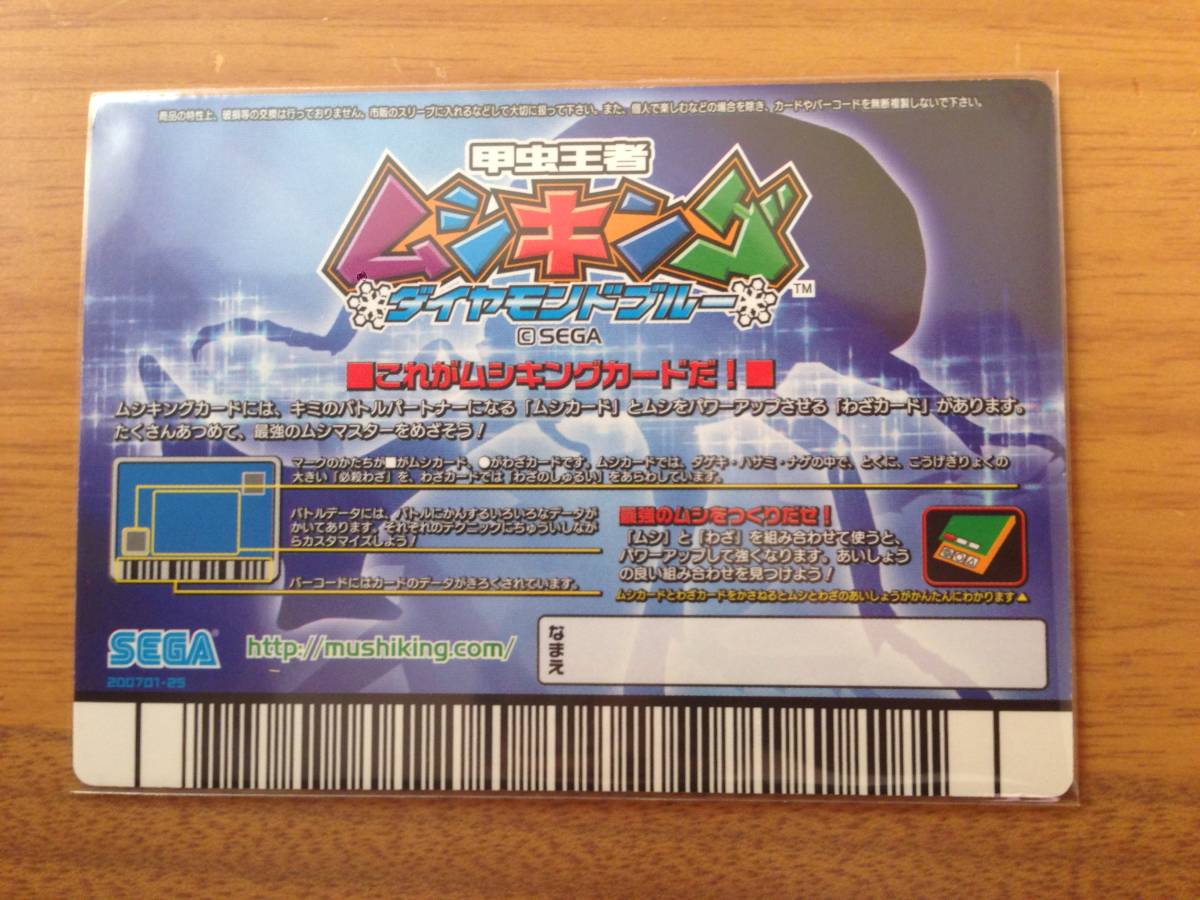 商品の特性上、破損等の交換は行っておりません。市販のスリーブに入れるなどして大切に扱って下さい。また、個人で楽しむなどの場合を除き、カードやバーコードを無断複製しないで下さい。
甲虫王者
ムシキング
ダイヤモンドブルー
TM
©SEGA
■これがムシキングカードだ!■
ムシキングカードには、キミのバトルパートナーになる「ムシカード」とムシをパワーアップさせる「わざカード」があります。
たくさんあつめて、最強のムシマスターをめざそう!
マークのかたちが■がムシカード、●がわざカードです。ムシカードでは、ダゲキ・ハサミ・ナゲの中で、とくに、こうげきりょくの
大きい「必殺わざ」を、わざカードでは「わざのしゅるい」をあらわしています。
バトルデータには、バトルにかんするいろいろなデータが
かいてあります。それぞれのテクニックにちゅういしなが
らカスタマイズしよう!
バーコードにはカードのデータがきろくされています。
最強のムシをつくりだせ!
「ムシ」と「わざ」を組み合わせて使うと、
パワーアップして強くなります。あいしょう
の良い組み合わせを見つけよう!
ムシカードとわざカードをかさねるとムシとわざのあいしょうがかんたんにわかります▲
SEGA®
http://mushiking.com/
なまえ
200701-25